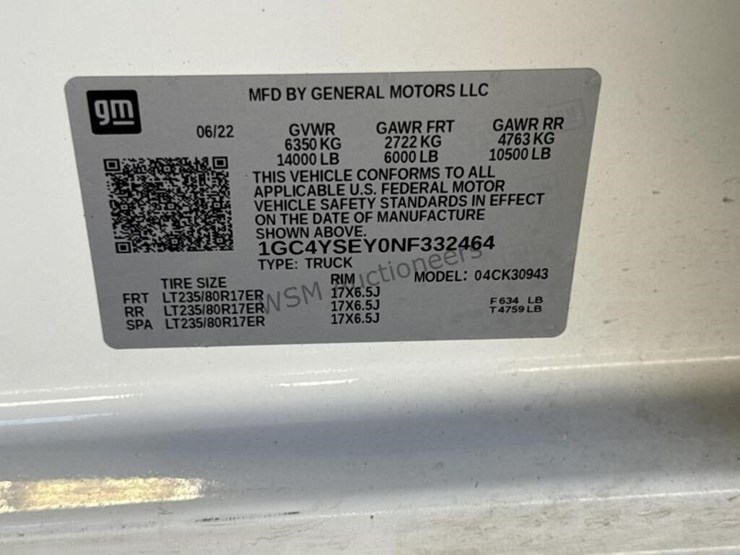 gm
MFD BY GENERAL MOTORS LLC
06/22 GVWR GAWR FRT GAWR RR
6350 KG 2722 KG 4763 KG
14000 LB 6000 LB 10500 LB
THIS VEHICLE CONFORMS TO ALL
APPLICABLE U.S. FEDERAL MOTOR
VEHICLE SAFETY STANDARDS IN EFFECT
ON THE DATE OF MANUFACTURE
SHOWN ABOVE.
1GC4YSEY0NF332464
TYPE: TRUCK MODEL: 04CK30943
TIRE SIZE RIM
FRT LT235/80R17ER 17X6.5J
RR LT235/80R17ER 17X6.5J F 634 LB
SPA LT235/80R17ER 17X6.5J T 4759 LB
WSM Auctioneers